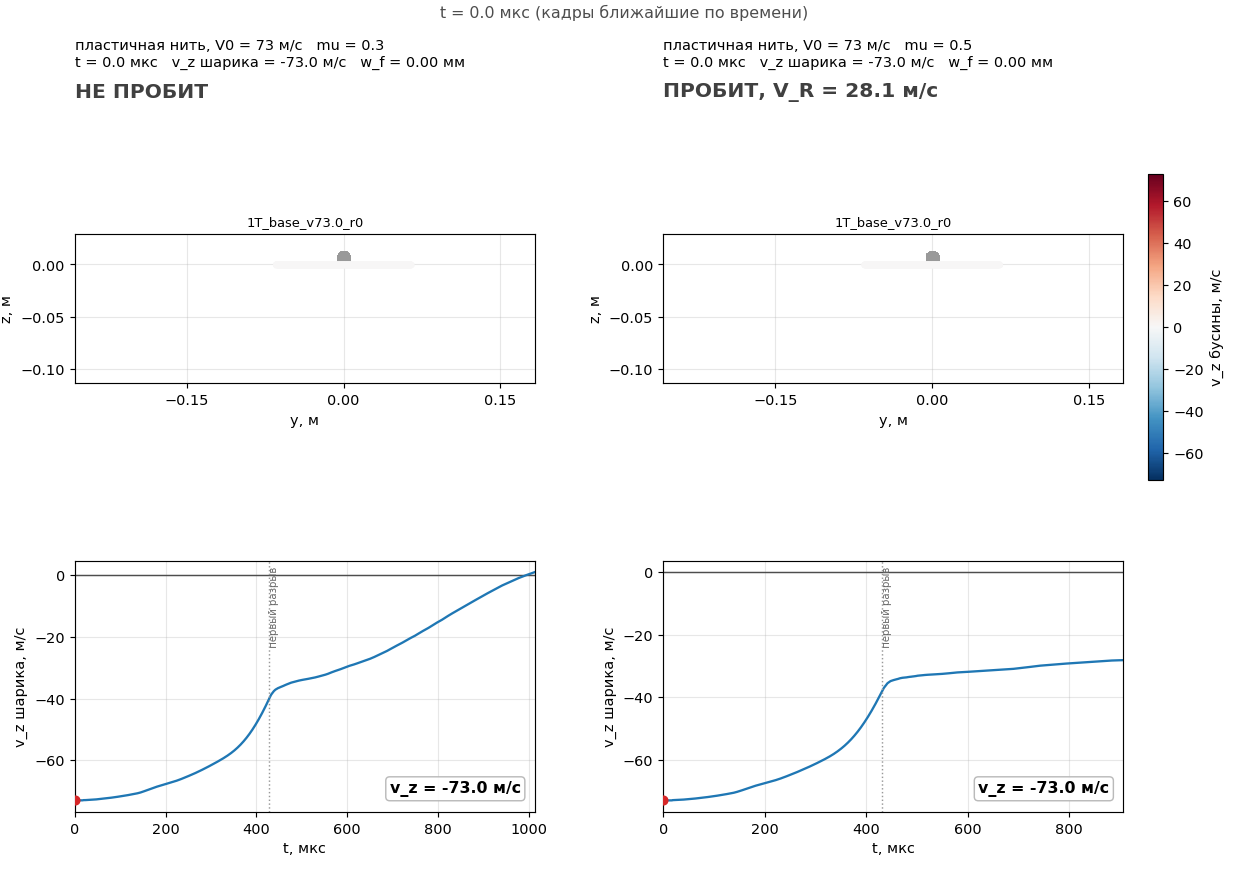 t = 0.0 мкс (кадры ближайшие по времени)
пластичная нить, V0 = 73 м/с   mu = 0.3
t = 0.0 мкс   v_z шарика = -73.0 м/с   w_f = 0.00 мм
НЕ ПРОБИТ
пластичная нить, V0 = 73 м/с   mu = 0.5
t = 0.0 мкс   v_z шарика = -73.0 м/с   w_f = 0.00 мм
ПРОБИТ, V_R = 28.1 м/с
1T_base_v73.0_r0
0.00
−0.05
−0.10
z, м
−0.15
0.00
0.15
y, м
1T_base_v73.0_r0
0.00
−0.05
−0.10
z, м
−0.15
0.00
0.15
y, м
60
40
20
0
−20
−40
−60
v_z бусины, м/с
0
−20
−40
−60
v_z шарика, м/с
первый разрыв
v_z = -73.0 м/с
0
200
400
600
800
1000
t, мкс
0
−20
−40
−60
v_z шарика, м/с
первый разрыв
v_z = -73.0 м/с
0
200
400
600
800
t, мкс